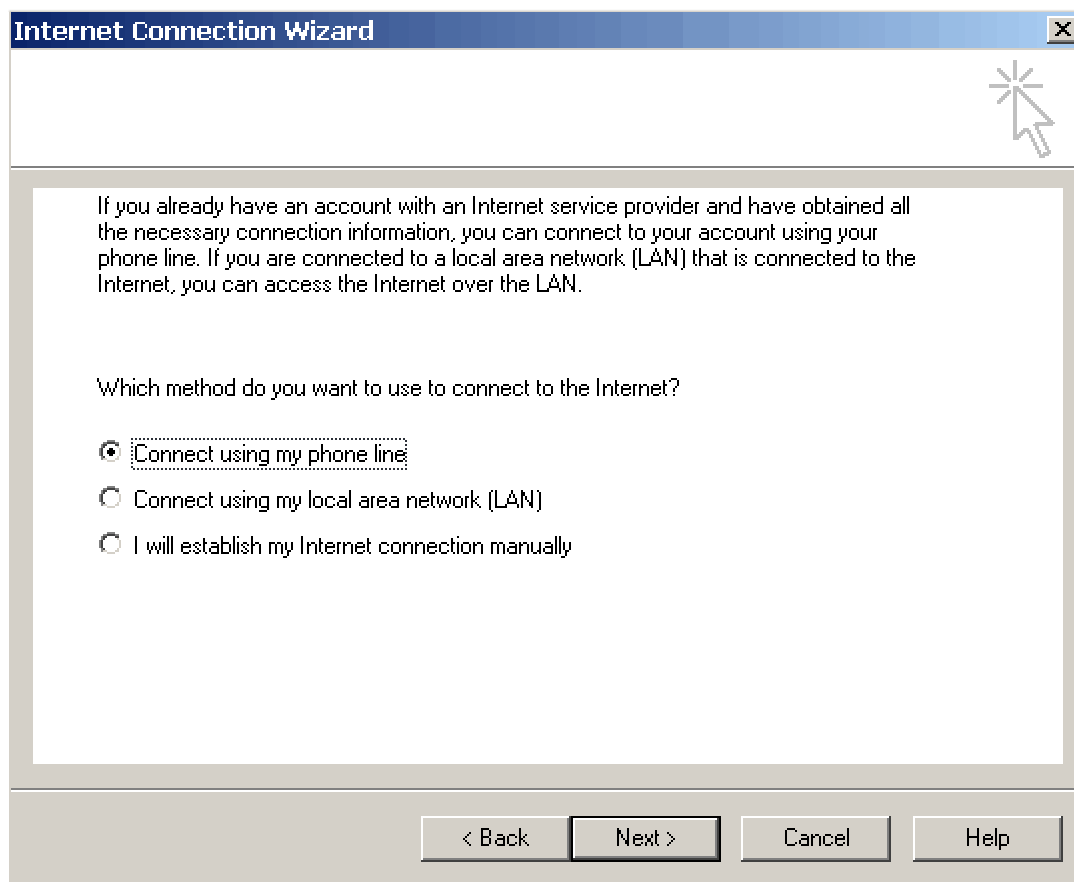 Internet Connection Wizard
If you already have an account with an Internet service provider and have obtained all
the necessary connection information, you can connect to your account using your
phone line. If you are connected to a local area network (LAN) that is connected to the
Internet, you can access the Internet over the LAN.
Which method do you want to use to connect to the Internet?
Connect using my phone line
Connect using my local area network (LAN)
I will establish my Internet connection manually
< Back Next > Cancel Help